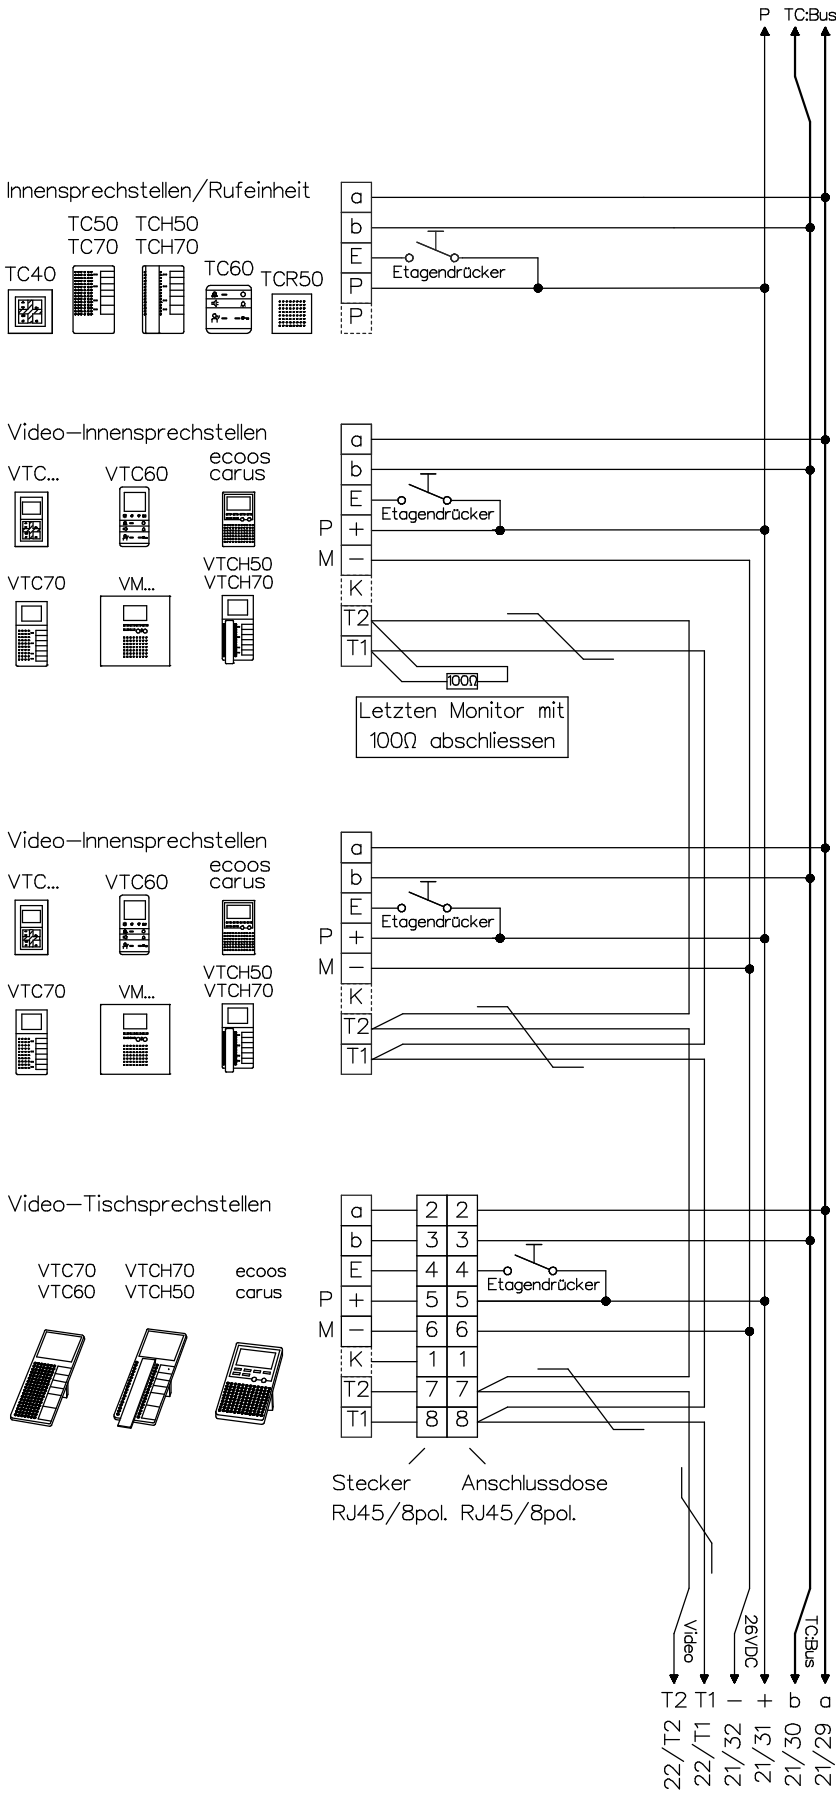 P TC:Bus
Innensprechstellen/Rufeinheit
TC50 TCH50
TC70 TCH70
TC40 TC60 TCR50
a
b
E
P
P
Etagendrücker
Video-Innensprechstellen
VTC... VTC60 ecoos
carus
VTCH50
VTC70 VM... VTCH70
a
b
E
P +
M -
K
T2
T1
Etagendrücker
100Ω
Letzten Monitor mit
100Ω abschliessen
Video-Innensprechstellen
VTC... VTC60 ecoos
carus
VTCH50
VTC70 VM... VTCH70
a
b
E
P +
M -
K
T2
T1
Etagendrücker
Video-Tischsprechstellen
VTC70 VTCH70 ecoos
VTC60 VTCH50 carus
a 2 2
b 3 3
E 4 4
P + 5 5
M - 6 6
K 1 1
T2 7 7
T1 8 8
Etagendrücker
Stecker Anschlussdose
RJ45/8pol. RJ45/8pol.
Video
26VDC
TC:Bus
T2 T1 - + b a
22/T2
22/T1
21/32
21/31
21/30
21/29